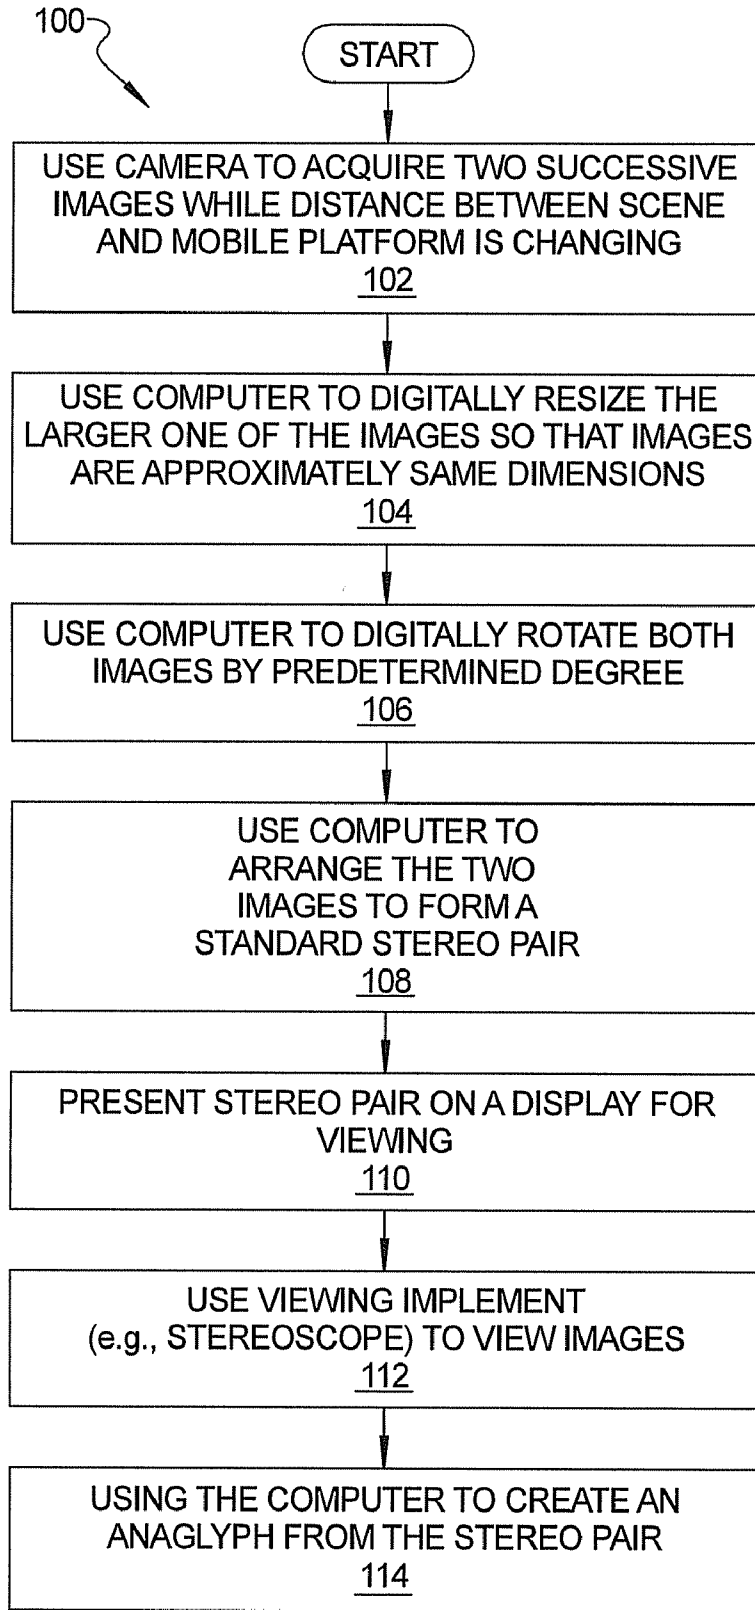 100
START
USE CAMERA TO ACQUIRE TWO SUCCESSIVE
IMAGES WHILE DISTANCE BETWEEN SCENE
AND MOBILE PLATFORM IS CHANGING
102
USE COMPUTER TO DIGITALLY RESIZE THE
LARGER ONE OF THE IMAGES SO THAT IMAGES
ARE APPROXIMATELY SAME DIMENSIONS
104
USE COMPUTER TO DIGITALLY ROTATE BOTH
IMAGES BY PREDETERMINED DEGREE
106
USE COMPUTER TO
ARRANGE THE TWO
IMAGES TO FORM A
STANDARD STEREO PAIR
108
PRESENT STEREO PAIR ON A DISPLAY FOR
VIEWING
110
USE VIEWING IMPLEMENT
(e.g., STEREOSCOPE) TO VIEW IMAGES
112
USING THE COMPUTER TO CREATE AN
ANAGLYPH FROM THE STEREO PAIR
114